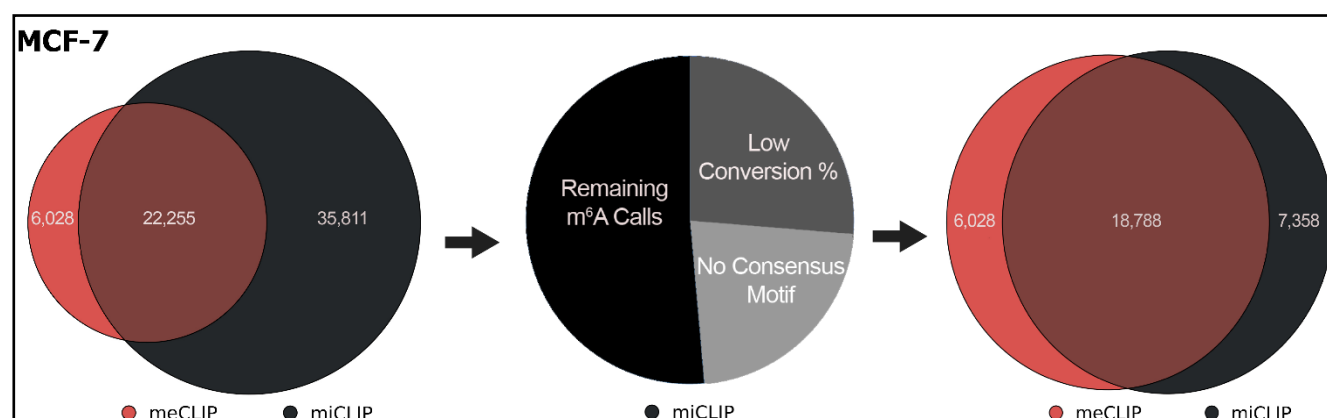 MCF-7
6,028
22,255
35,811
Remaining
m⁶A Calls
Low
Conversion %
No Consensus
Motif
6,028
18,788
7,358
meCLIP
miCLIP
miCLIP
meCLIP
miCLIP